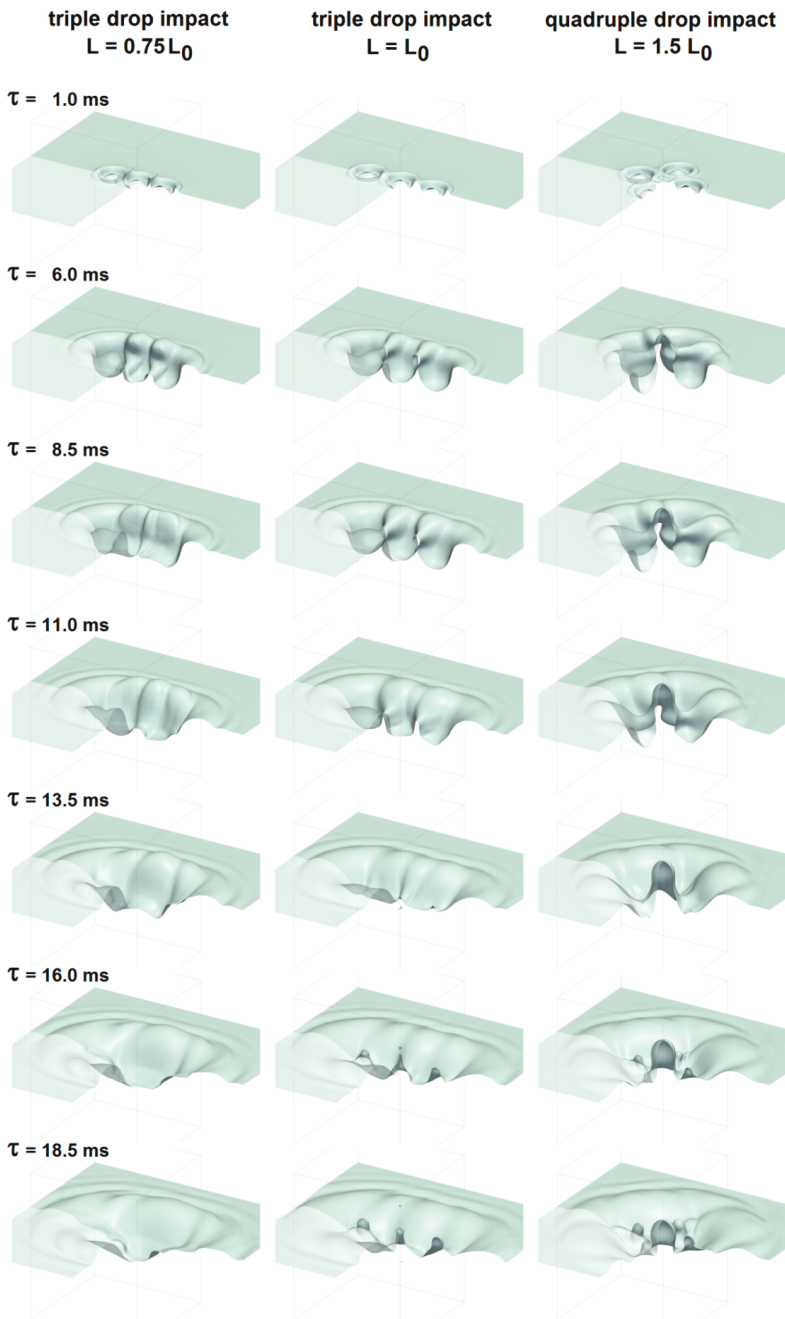 triple drop impact
L = 0.75 L₀
triple drop impact
L = L₀
quadruple drop impact
L = 1.5 L₀
τ = 1.0 ms
τ = 6.0 ms
τ = 8.5 ms
τ = 11.0 ms
τ = 13.5 ms
τ = 16.0 ms
τ = 18.5 ms